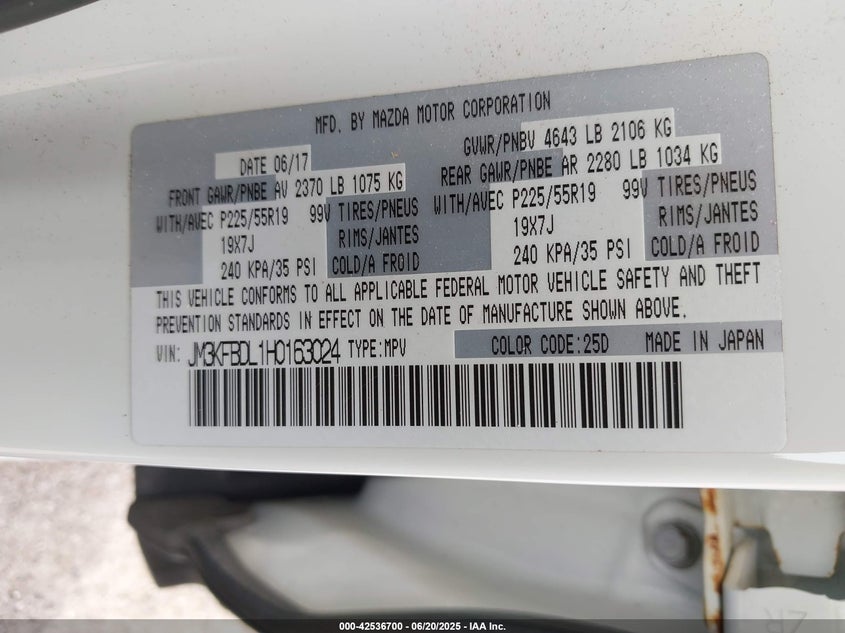 MFD. BY MAZDA MOTOR CORPORATION
DATE 06/17 GVWR/PNBV 4643 LB 2106 KG
FRONT GAWR/PNBE AV 2370 LB 1075 KG REAR GAWR/PNBE AR 2280 LB 1034 KG
WITH/AVEC P225/55R19 99V TIRES/PNEUS WITH/AVEC P225/55R19 99V TIRES/PNEUS
19X7J RIMS/JANTES 19X7J RIMS/JANTES
240 KPA/35 PSI COLD/A FROID 240 KPA/35 PSI COLD/A FROID
THIS VEHICLE CONFORMS TO ALL APPLICABLE FEDERAL MOTOR VEHICLE SAFETY AND THEFT
PREVENTION STANDARDS IN EFFECT ON THE DATE OF MANUFACTURE SHOWN ABOVE.
VIN: JM3KFBDL1H0163024 TYPE:MPV COLOR CODE:25D MADE IN JAPAN
ZR
000-42536700 - 06/20/2025 - IAA Inc.